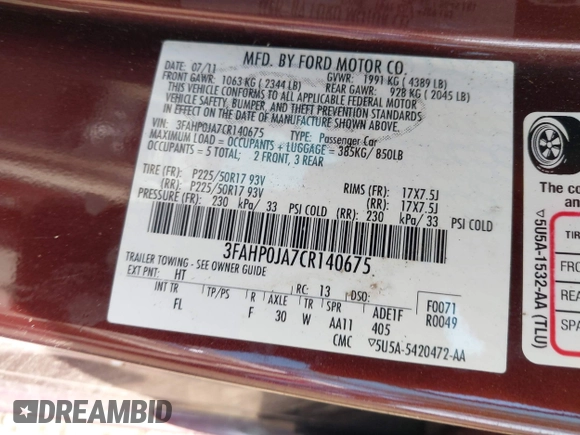 MFD. BY FORD MOTOR CO.
DATE: 07/11 GVWR: 1991 KG ( 4389 LB)
FRONT GAWR: 1063 KG ( 2344 LB) REAR GAWR: 928 KG ( 2045 LB)
THIS VEHICLE CONFORMS TO ALL APPLICABLE FEDERAL MOTOR
VEHICLE SAFETY, BUMPER, AND THEFT PREVENTION STANDARDS
IN EFFECT ON THE DATE OF MANUFACTURE SHOWN ABOVE.
VIN: 3FAHP0JA7CR140675 TYPE: Passenger Car
MAXIMUM LOAD = OCCUPANTS + LUGGAGE = 385KG/ 850LB
OCCUPANTS = 5 TOTAL; 2 FRONT, 3 REAR
TIRE (FR): P225/50R17 93V RIMS (FR): 17X7.5J
(RR): P225/50R17 93V (RR): 17X7.5J
PRESSURE (FR): 230 kPa/ 33 PSI COLD (RR) 230 kPa/ 33 PSI COLD
3FAHP0JA7CR140675
TRAILER TOWING - SEE OWNER GUIDE
EXT PNT: HT RC: 13 DSO: F0071
INT TR TP/PS R AXLE TR SPR ADE1F R0049
FL F 30 W AA11 405
CMC ▽5U5A-5420472-AA
The co
an
▽5U5A-1532-AA (TLU)
TIR
FRO
REA
SPA
DREAMBID